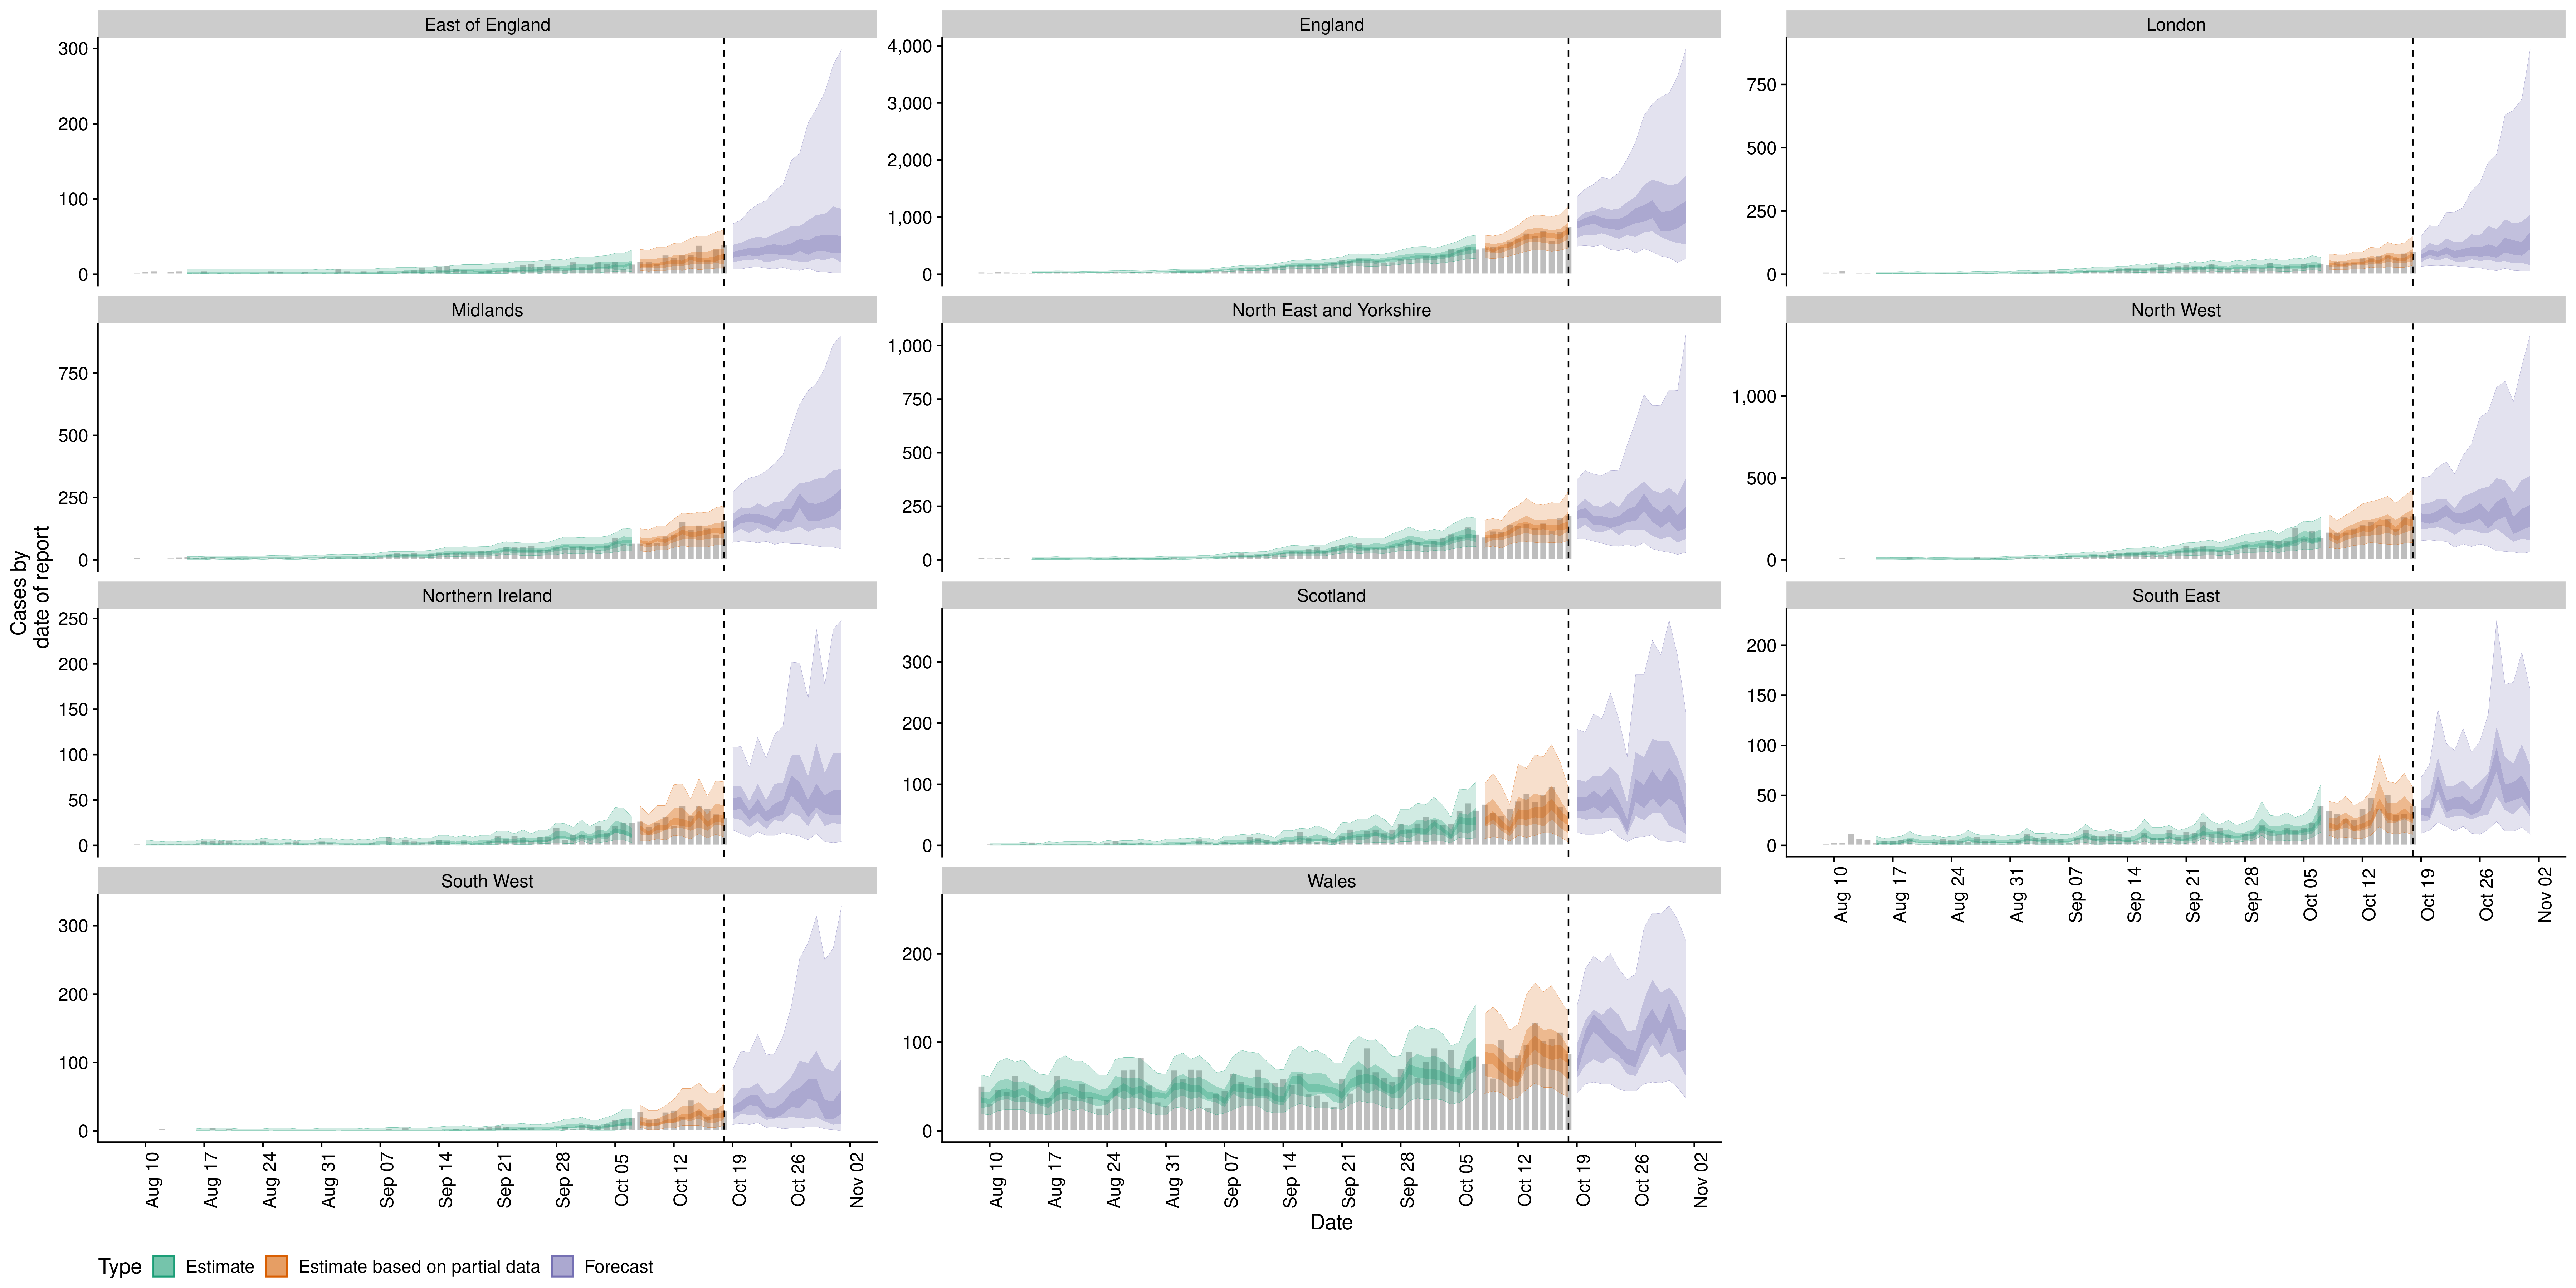 East of England
England
London
300
200
100
0
4,000
3,000
2,000
1,000
0
750
500
250
0
Midlands
North East and Yorkshire
North West
750
500
250
0
1,000
750
500
250
0
1,000
500
0
Cases by
date of report
Northern Ireland
Scotland
South East
250
200
150
100
50
0
300
200
100
0
200
150
100
50
0
Aug 10
Aug 17
Aug 24
Aug 31
Sep 07
Sep 14
Sep 21
Sep 28
Oct 05
Oct 12
Oct 19
Oct 26
Nov 02
South West
Wales
300
200
100
0
200
100
0
Aug 10
Aug 17
Aug 24
Aug 31
Sep 07
Sep 14
Sep 21
Sep 28
Oct 05
Oct 12
Oct 19
Oct 26
Nov 02
Aug 10
Aug 17
Aug 24
Aug 31
Sep 07
Sep 14
Sep 21
Sep 28
Oct 05
Oct 12
Oct 19
Oct 26
Nov 02
Date
Type Estimate Estimate based on partial data Forecast